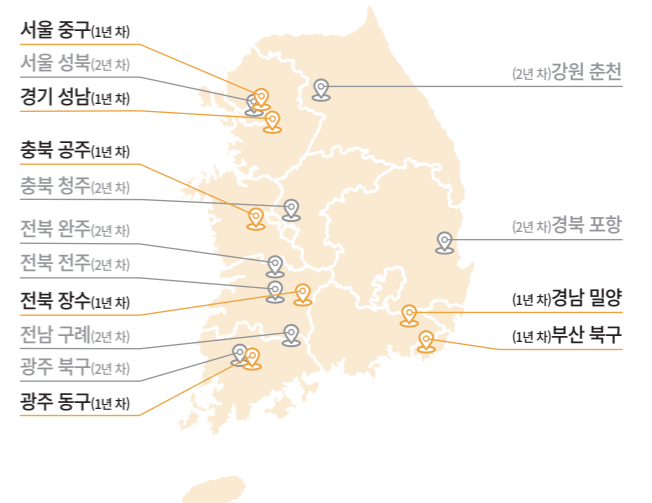 서울 중구(1년 차)
서울 성북(2년 차)
경기 성남(1년 차)
충북 공주(1년 차)
충북 청주(2년 차)
전북 완주(2년 차)
전북 전주(2년 차)
전북 장수(1년 차)
전남 구례(2년 차)
광주 북구(2년 차)
광주 동구(1년 차)
(2년 차)강원 춘천
(2년 차)경북 포항
(1년 차)경남 밀양
(1년 차)부산 북구